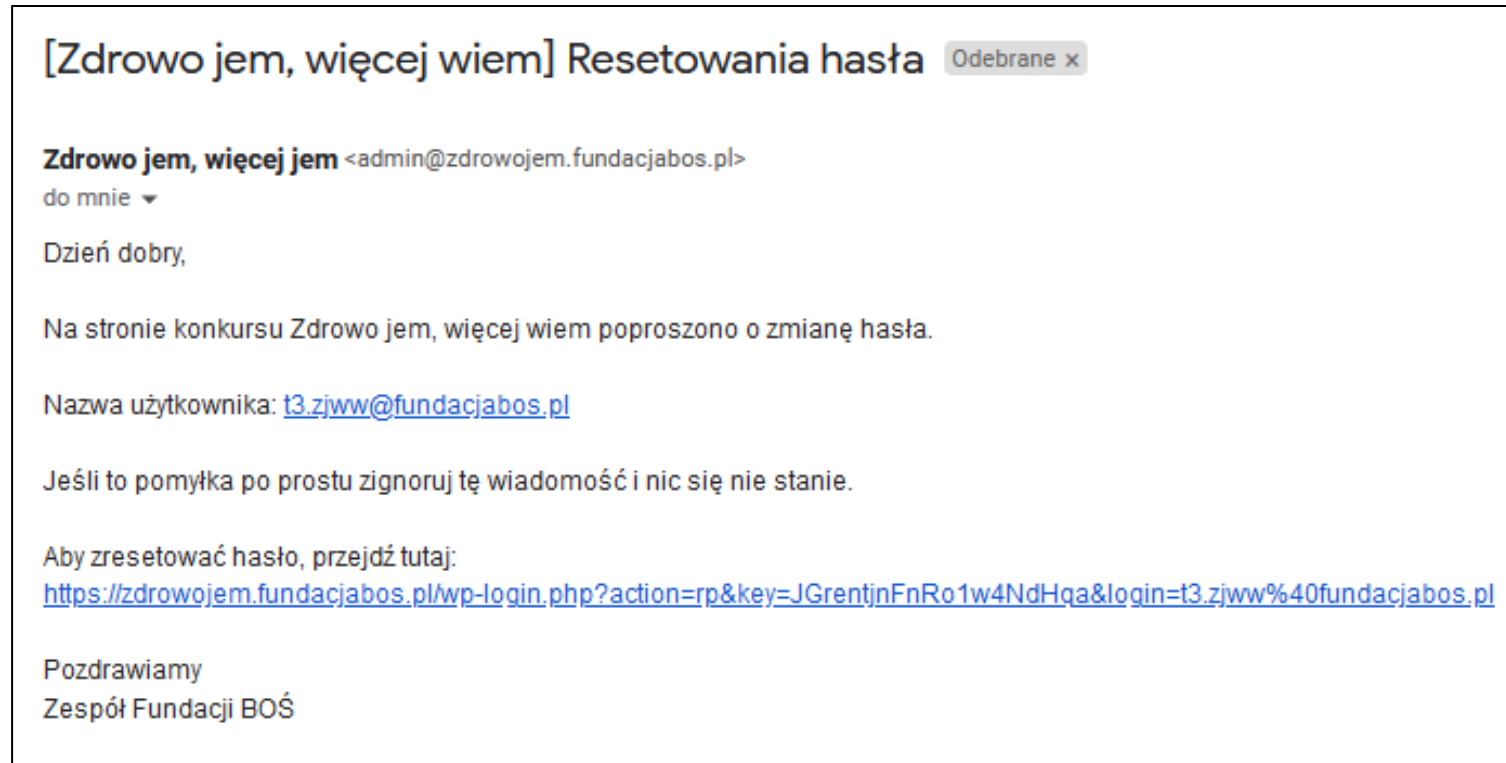 [Zdrowo jem, więcej wiem] Resetowania hasła Odebrane x
Zdrowo jem, więcej jem <admin@zdrowojem.fundacjabos.pl>
do mnie
Dzień dobry,
Na stronie konkursu Zdrowo jem, więcej wiem poproszono o zmianę hasła.
Nazwa użytkownika: t3.zjww@fundacjabos.pl
Jeśli to pomyłka po prostu zignoruj tę wiadomość i nic się nie stanie.
Aby zresetować hasło, przejdź tutaj:
https://zdrowojem.fundacjabos.pl/wp-login.php?action=rp&key=JGrentjnFnRo1w4NdHqa&login=t3.zjww%40fundacjabos.pl
Pozdrawiamy
Zespół Fundacji BOŚ